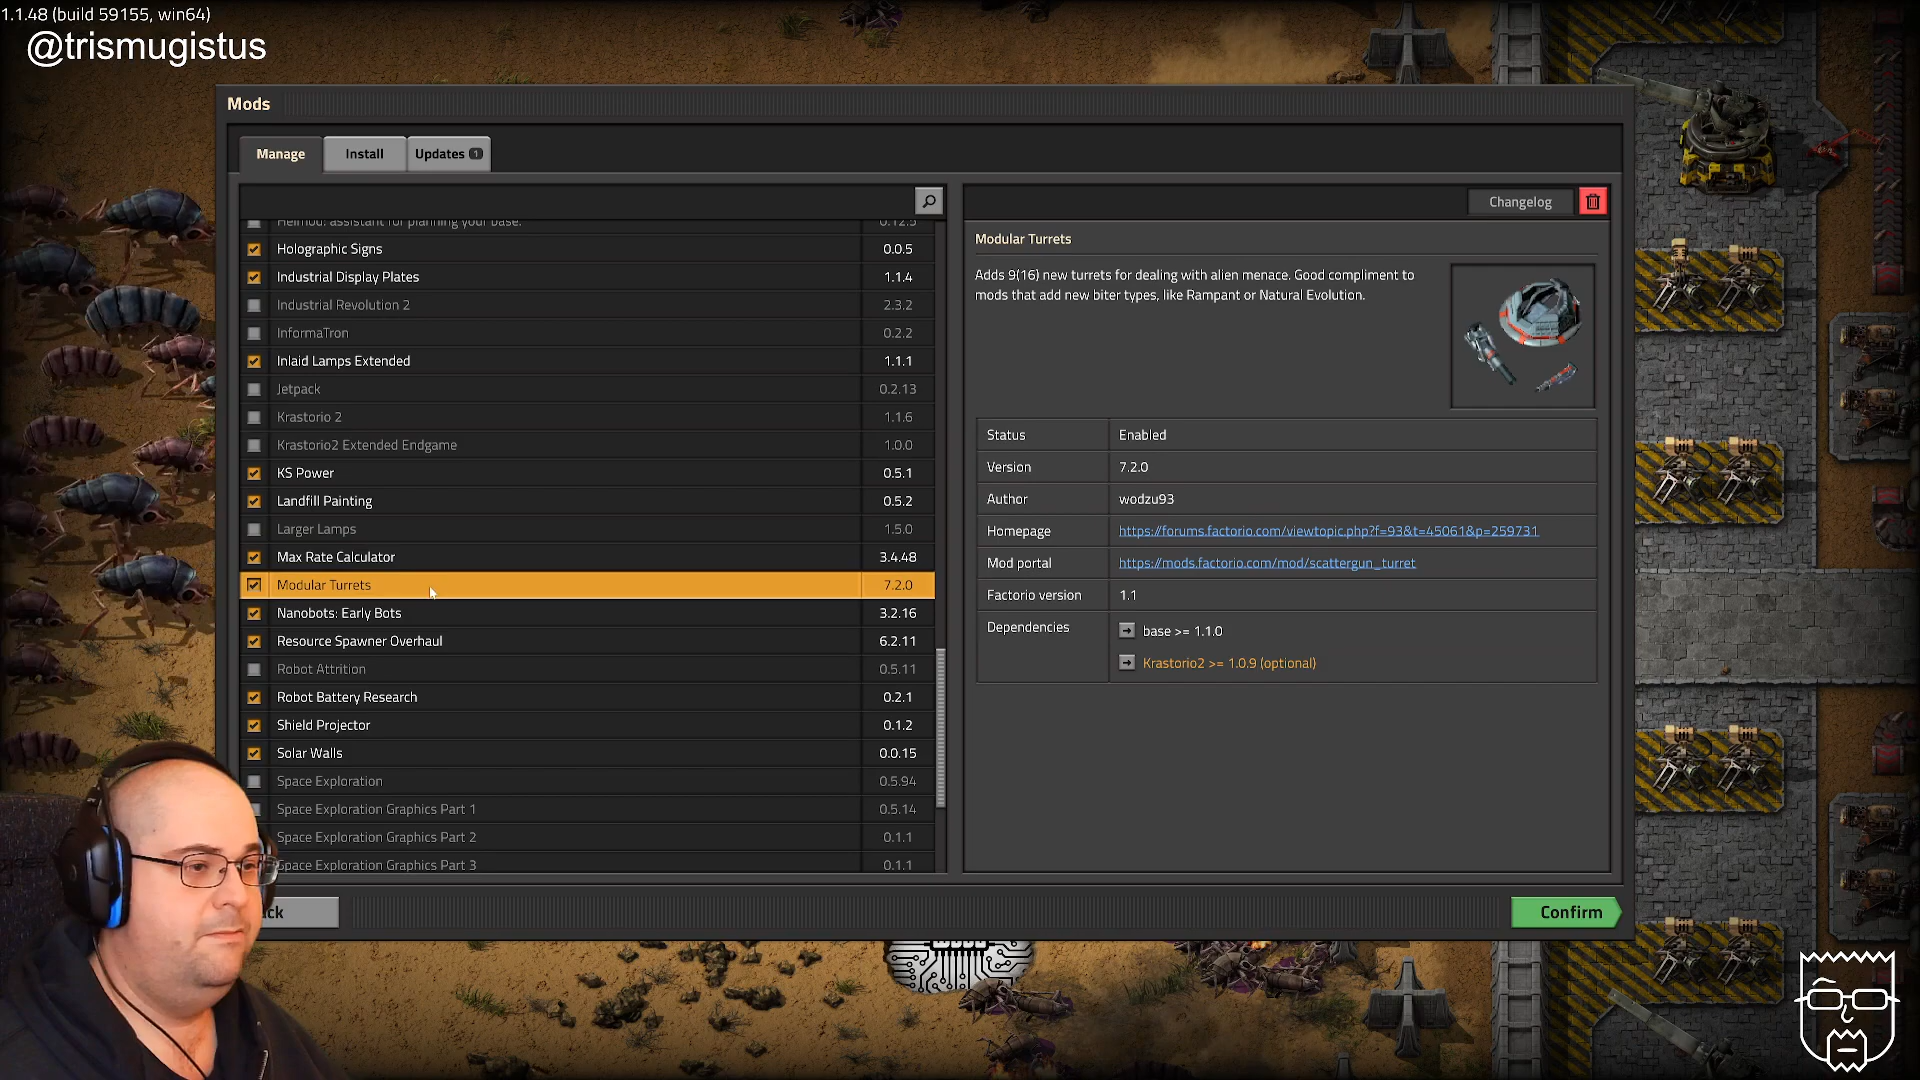 1.1.48 (build 59155, win64)
@trismugistus
Mods
Manage
Install
Updates 1
Changelog
Helmod: assistant for planning your base. 0.12.5
Holographic Signs 0.0.5
Industrial Display Plates 1.1.4
Industrial Revolution 2 2.3.2
InformaTron 0.2.2
Inlaid Lamps Extended 1.1.1
Jetpack 0.2.13
Krastorio 2 1.1.6
Krastorio2 Extended Endgame 1.0.0
KS Power 0.5.1
Landfill Painting 0.5.2
Larger Lamps 1.5.0
Max Rate Calculator 3.4.48
Modular Turrets 7.2.0
Nanobots: Early Bots 3.2.16
Resource Spawner Overhaul 6.2.11
Robot Attrition 0.5.11
Robot Battery Research 0.2.1
Shield Projector 0.1.2
Solar Walls 0.0.15
Space Exploration 0.5.94
Space Exploration Graphics Part 1 0.5.14
Space Exploration Graphics Part 2 0.1.1
Space Exploration Graphics Part 3 0.1.1
Modular Turrets
Adds 9(16) new turrets for dealing with alien menace. Good compliment to
mods that add new biter types, like Rampant or Natural Evolution.
Status Enabled
Version 7.2.0
Author wodzu93
Homepage https://forums.factorio.com/viewtopic.php?f=93&t=45061&p=259731
Mod portal https://mods.factorio.com/mod/scattergun_turret
Factorio version 1.1
Dependencies base >= 1.1.0
Krastorio2 >= 1.0.9 (optional)
ck
Confirm